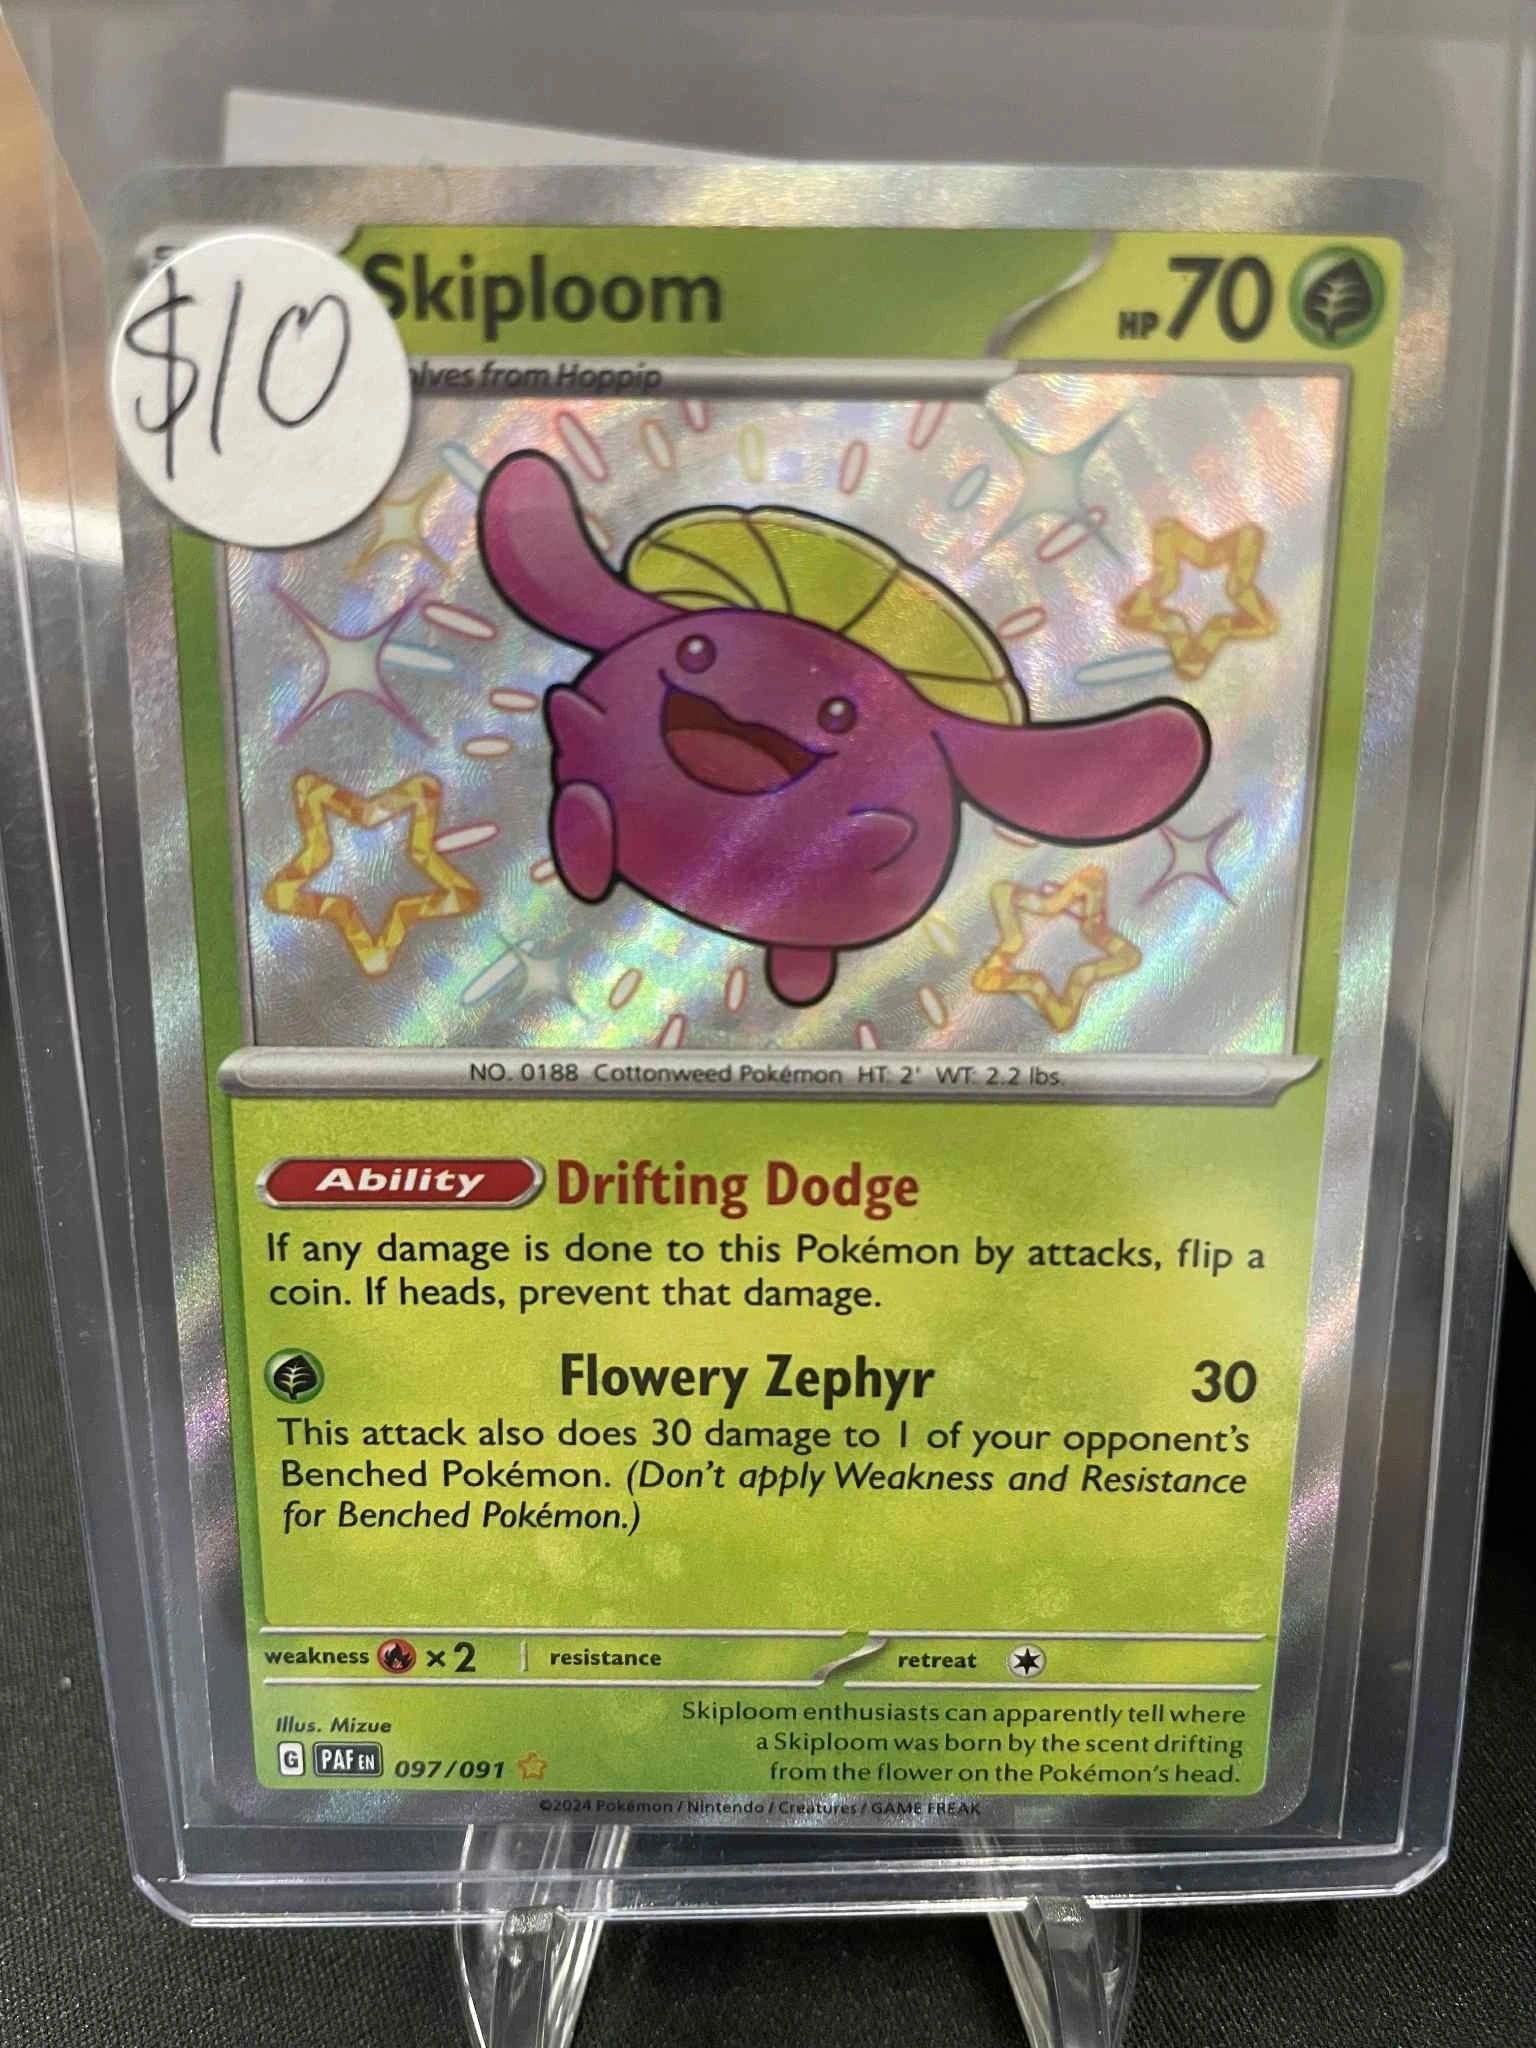 $10
Skiploom
HP 70
lves from Hoppip
NO. 0188 Cottonweed Pokémon HT: 2' WT: 2.2 lbs.
Ability Drifting Dodge
If any damage is done to this Pokémon by attacks, flip a
coin. If heads, prevent that damage.
Flowery Zephyr 30
This attack also does 30 damage to 1 of your opponent's
Benched Pokémon. (Don't apply Weakness and Resistance
for Benched Pokémon.)
weakness ×2 resistance retreat
Illus. Mizue
G PAF EN 097/091
Skiploom enthusiasts can apparently tell where
a Skiploom was born by the scent drifting
from the flower on the Pokémon's head.
©2024 Pokémon / Nintendo / Creatures / GAME FREAK